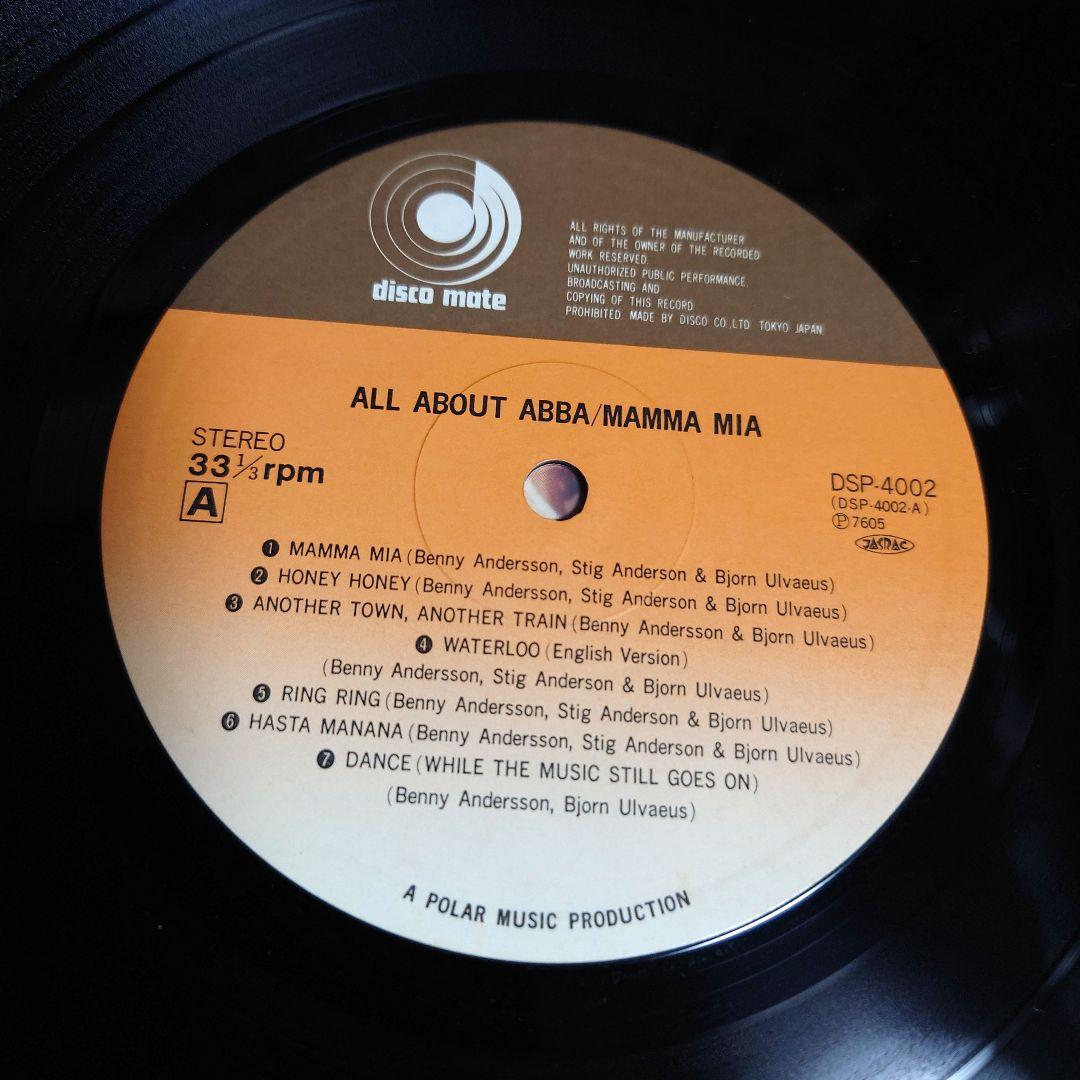 disco mate
ALL RIGHTS OF THE MANUFACTURER
AND OF THE OWNER OF THE RECORDED
WORK RESERVED.
UNAUTHORIZED PUBLIC PERFORMANCE,
BROADCASTING AND
COPYING OF THIS RECORD
PROHIBITED. MADE BY DISCO CO.,LTD. TOKYO JAPAN
ALL ABOUT ABBA/MAMMA MIA
STEREO
33 1/3 rpm
A
DSP-4002
(DSP-4002-A)
Ⓟ7605
JASRAC
❶ MAMMA MIA (Benny Andersson, Stig Anderson & Bjorn Ulvaeus)
❷ HONEY HONEY (Benny Andersson, Stig Anderson & Bjorn Ulvaeus)
❸ ANOTHER TOWN, ANOTHER TRAIN (Benny Andersson & Bjorn Ulvaeus)
❹ WATERLOO (English Version)
(Benny Andersson, Stig Anderson & Bjorn Ulvaeus)
❺ RING RING (Benny Andersson, Stig Anderson & Bjorn Ulvaeus)
❻ HASTA MANANA (Benny Andersson, Stig Anderson & Bjorn Ulvaeus)
❼ DANCE (WHILE THE MUSIC STILL GOES ON)
(Benny Andersson, Bjorn Ulvaeus)
A POLAR MUSIC PRODUCTION